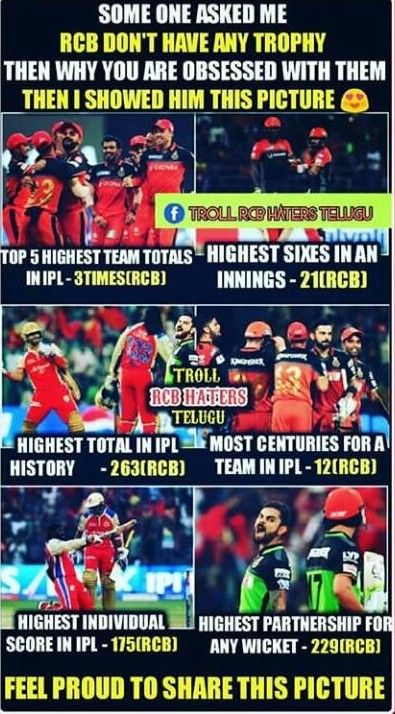 SOME ONE ASKED ME
RCB DON'T HAVE ANY TROPHY
THEN WHY YOU ARE OBSESSED WITH THEM
THEN I SHOWED HIM THIS PICTURE 😍
f TROLL RCB HATERS TELUGU
TOP 5 HIGHEST TEAM TOTALS
IN IPL - 3TIMES(RCB)
HIGHEST SIXES IN AN
INNINGS - 21(RCB)
TROLL
RCB HATERS
TELUGU
HIGHEST TOTAL IN IPL
HISTORY - 263(RCB)
MOST CENTURIES FOR A
TEAM IN IPL - 12(RCB)
IPL
HIGHEST INDIVIDUAL
SCORE IN IPL - 175(RCB)
17
HIGHEST PARTNERSHIP FOR
ANY WICKET - 229(RCB)
FEEL PROUD TO SHARE THIS PICTURE